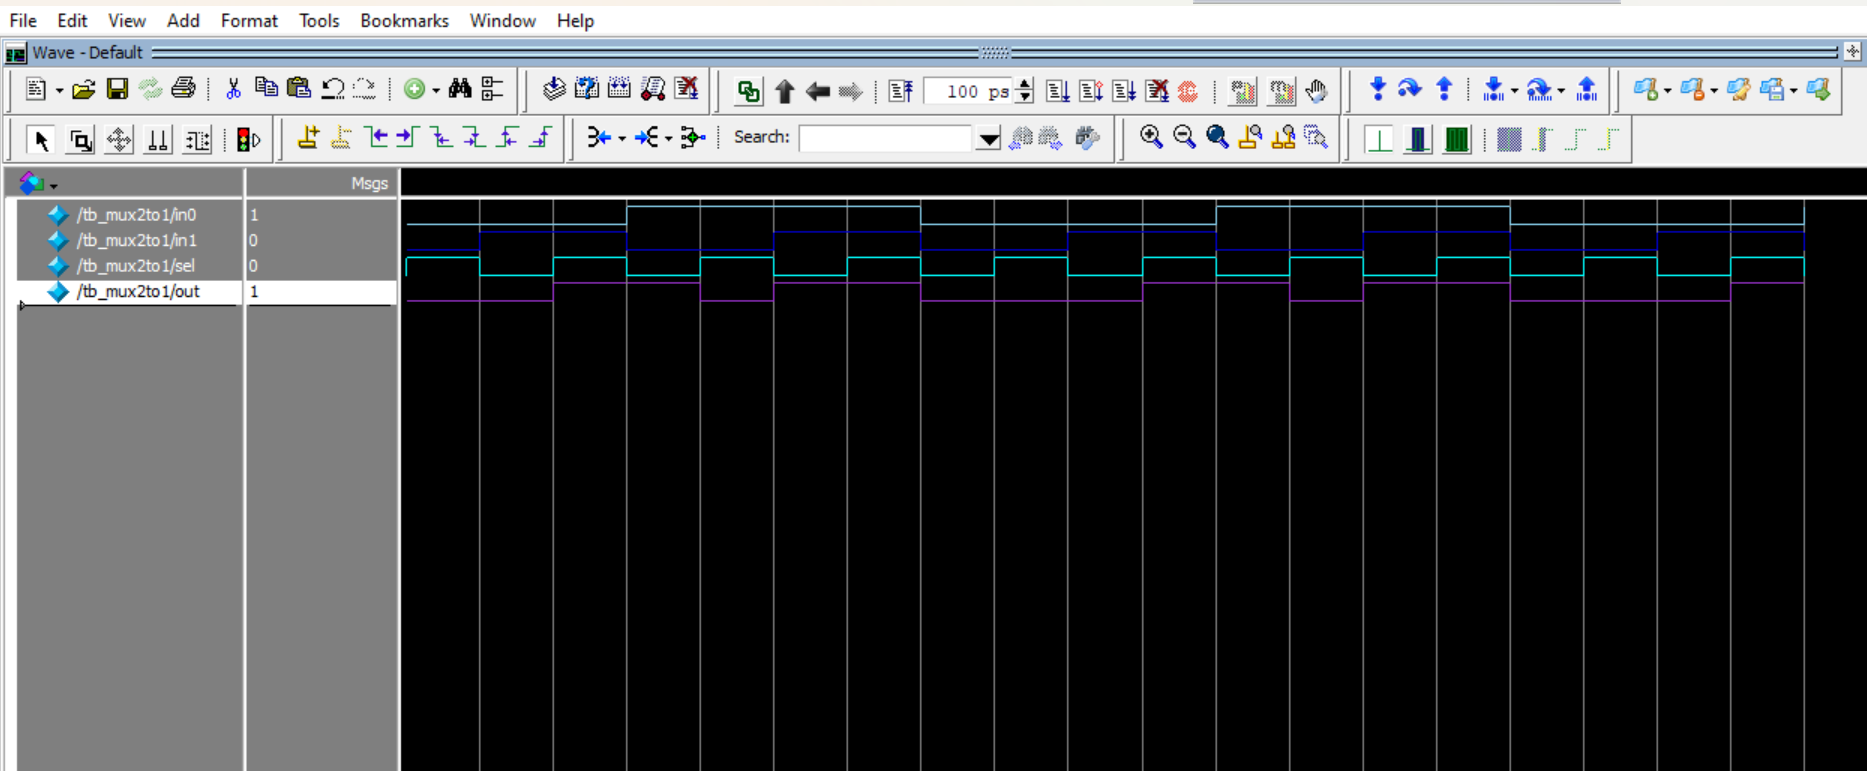 File Edit View Add Format Tools Bookmarks Window Help
Wave - Default
100 ps
Search:
Msgs
/tb_mux2to1/in0 1
/tb_mux2to1/in1 0
/tb_mux2to1/sel 0
/tb_mux2to1/out 1